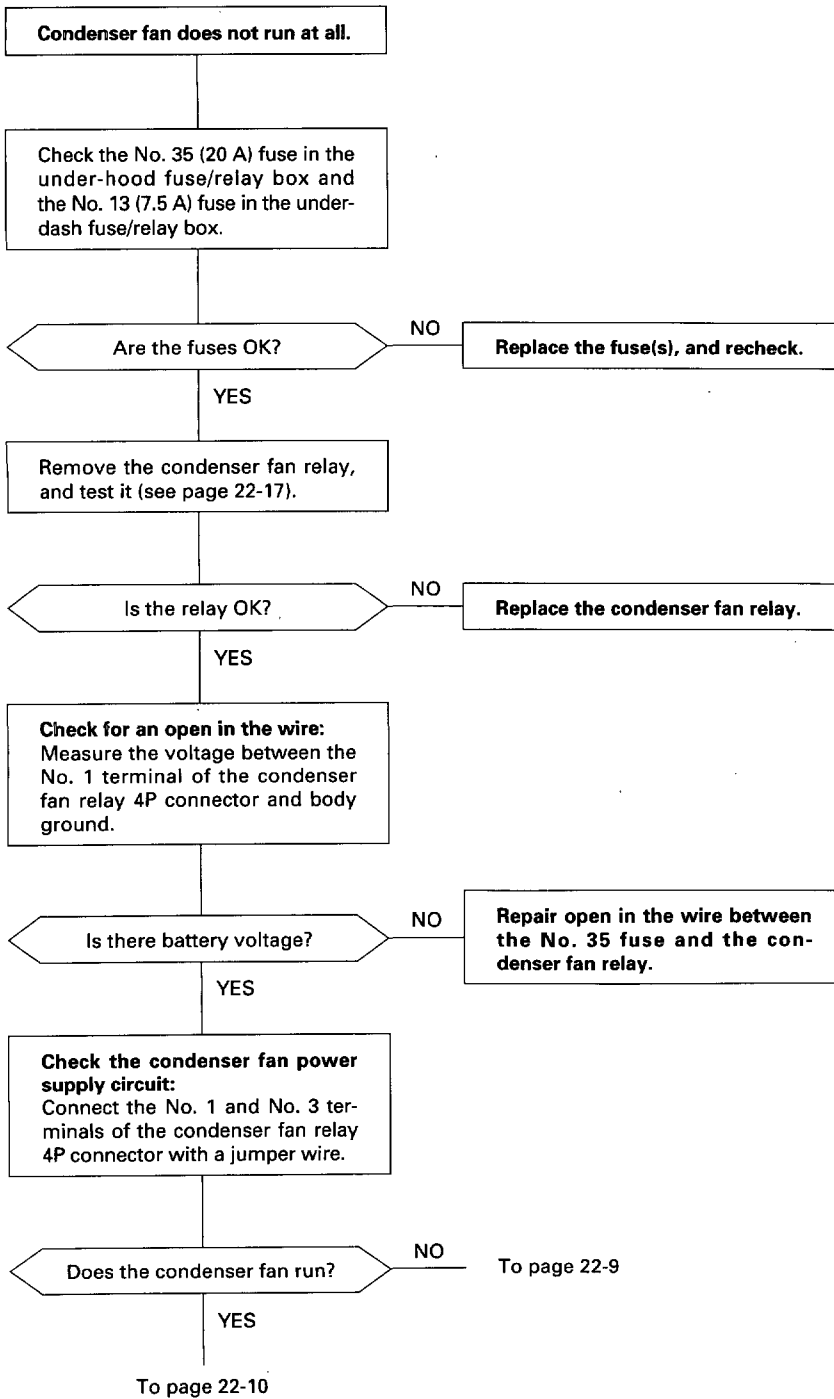 Condenser fan does not run at all.
Check the No. 35 (20 A) fuse in the
under-hood fuse/relay box and
the No. 13 (7.5 A) fuse in the under-
dash fuse/relay box.
Are the fuses OK?
NO
Replace the fuse(s), and recheck.
YES
Remove the condenser fan relay,
and test it (see page 22-17).
Is the relay OK?
NO
Replace the condenser fan relay.
YES
Check for an open in the wire:
Measure the voltage between the
No. 1 terminal of the condenser
fan relay 4P connector and body
ground.
Is there battery voltage?
NO
Repair open in the wire between
the No. 35 fuse and the con-
denser fan relay.
YES
Check the condenser fan power
supply circuit:
Connect the No. 1 and No. 3 ter-
minals of the condenser fan relay
4P connector with a jumper wire.
Does the condenser fan run?
NO
To page 22-9
YES
To page 22-10